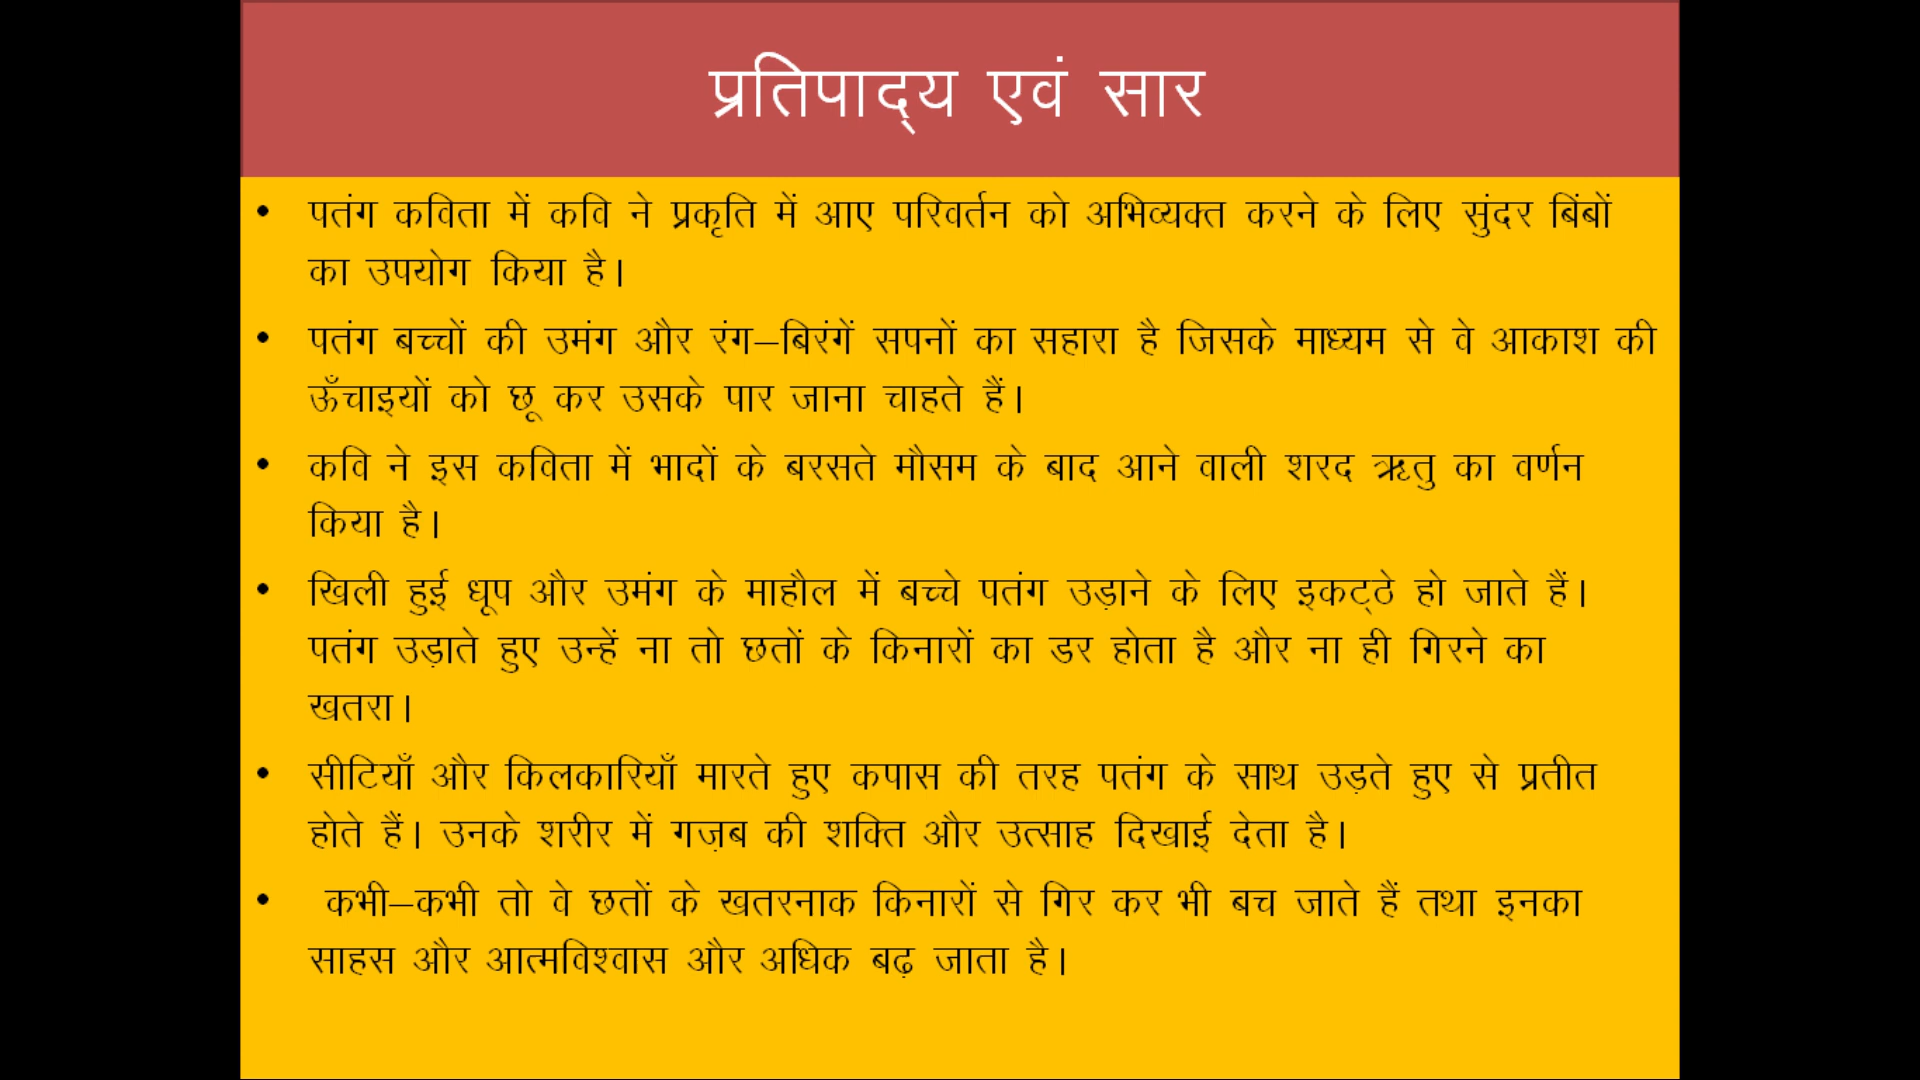 प्रतिपाद्‌य एवं सार
• पतंग कविता में कवि ने प्रकृति में आए परिवर्तन को अभिव्यक्त करने के लिए सुंदर बिंबों
का उपयोग किया है।
• पतंग बच्चों की उमंग और रंग–बिरंगें सपनों का सहारा है जिसके माध्यम से वे आकाश की
ऊँचाइयों को छू कर उसके पार जाना चाहते हैं।
• कवि ने इस कविता में भादों के बरसते मौसम के बाद आने वाली शरद ऋतु का वर्णन
किया है।
• खिली हुई धूप और उमंग के माहौल में बच्चे पतंग उड़ाने के लिए इकट्‌ठे हो जाते हैं।
पतंग उड़ाते हुए उन्हें ना तो छतों के किनारों का डर होता है और ना ही गिरने का
खतरा।
• सीटियाँ और किलकारियाँ मारते हुए कपास की तरह पतंग के साथ उड़ते हुए से प्रतीत
होते हैं। उनके शरीर में गज़ब की शक्ति और उत्साह दिखाई देता है।
• कभी–कभी तो वे छतों के खतरनाक किनारों से गिर कर भी बच जाते हैं तथा इनका
साहस और आत्मविश्वास और अधिक बढ़ जाता है।